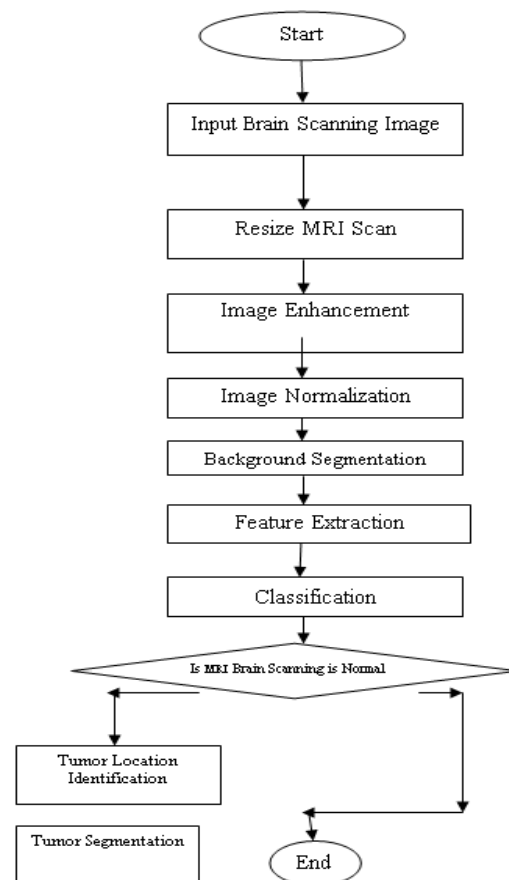 Start
Input Brain Scanning Image
Resize MRI Scan
Image Enhancement
Image Normalization
Background Segmentation
Feature Extraction
Classification
Is MRI Brain Scanning is Normal
Tumor Location
Identification
Tumor Segmentation
End